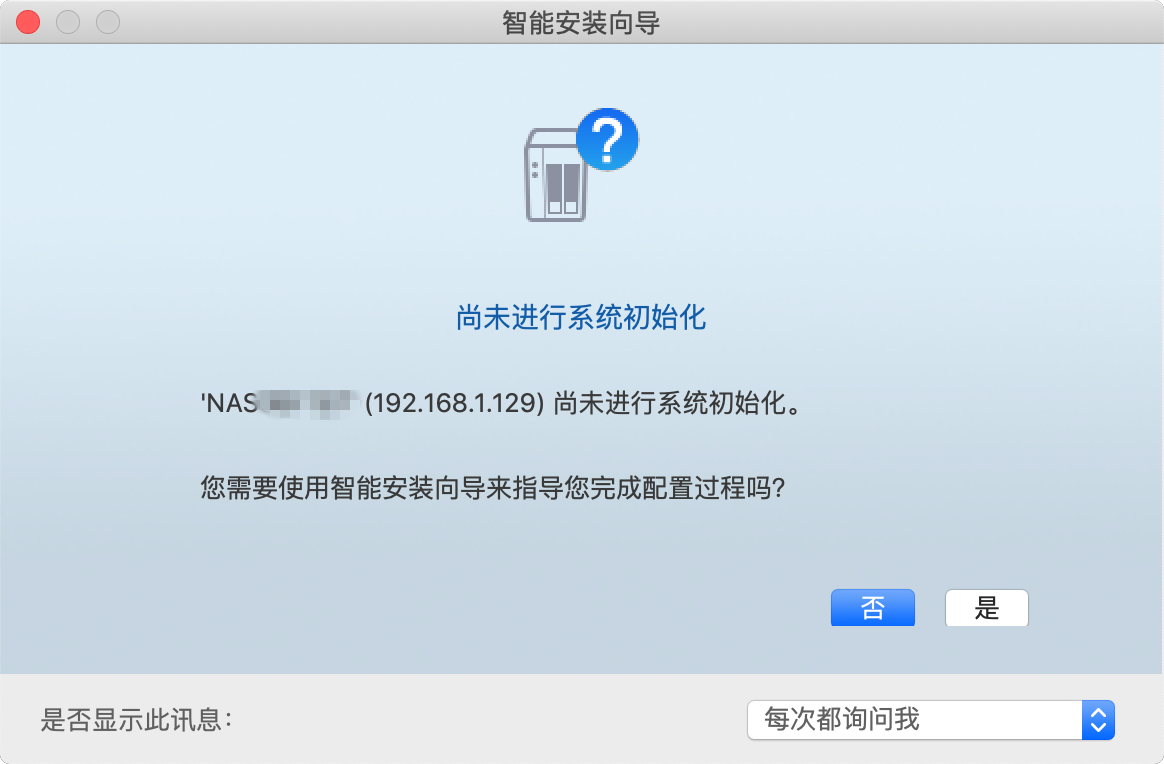 智能安装向导
?
尚未进行系统初始化
'NAS (192.168.1.129) 尚未进行系统初始化。
您需要使用智能安装向导来指导您完成配置过程吗?
否 是
是否显示此讯息: 每次都询问我